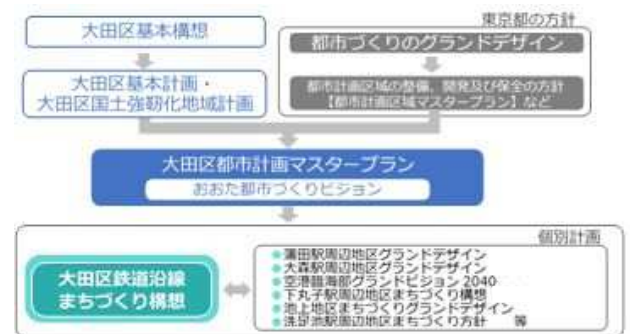 大田区基本構想
東京都の方針
都市づくりのグランドデザイン
大田区基本計画・
大田区国土強靭化地域計画
都市計画区域の整備、開発及び保全の方針
【都市計画区域マスタープラン】など
大田区都市計画マスタープラン
おおた都市づくりビジョン
個別計画
大田区鉄道沿線
まちづくり構想
蒲田駅周辺地区グランドデザイン
大森駅周辺地区グランドデザイン
空港臨海部グランドビジョン 2040
下丸子駅周辺地区まちづくり構想
池上地区まちづくりグランドデザイン
洗足池駅周辺地区まちづくり方針 等